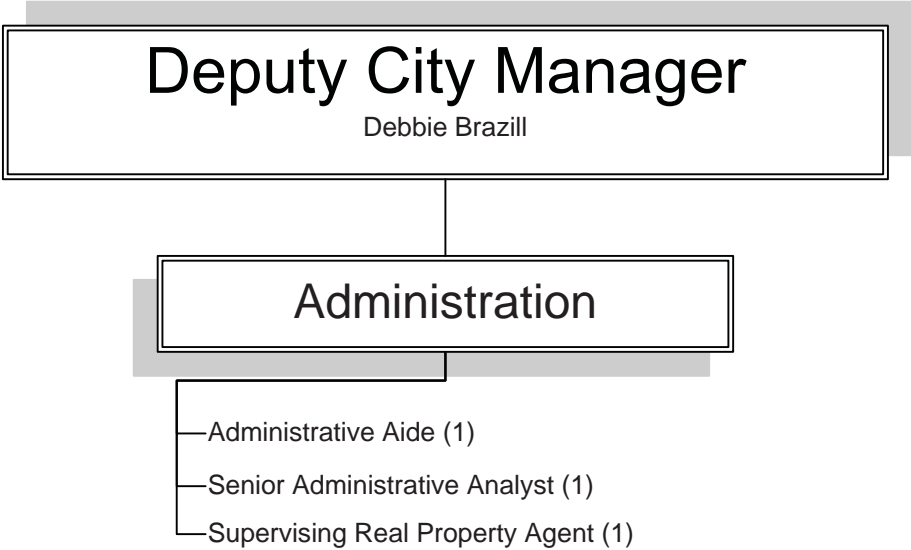 Deputy City Manager
Debbie Brazill
Administration
Administrative Aide (1)
Senior Administrative Analyst (1)
Supervising Real Property Agent (1)